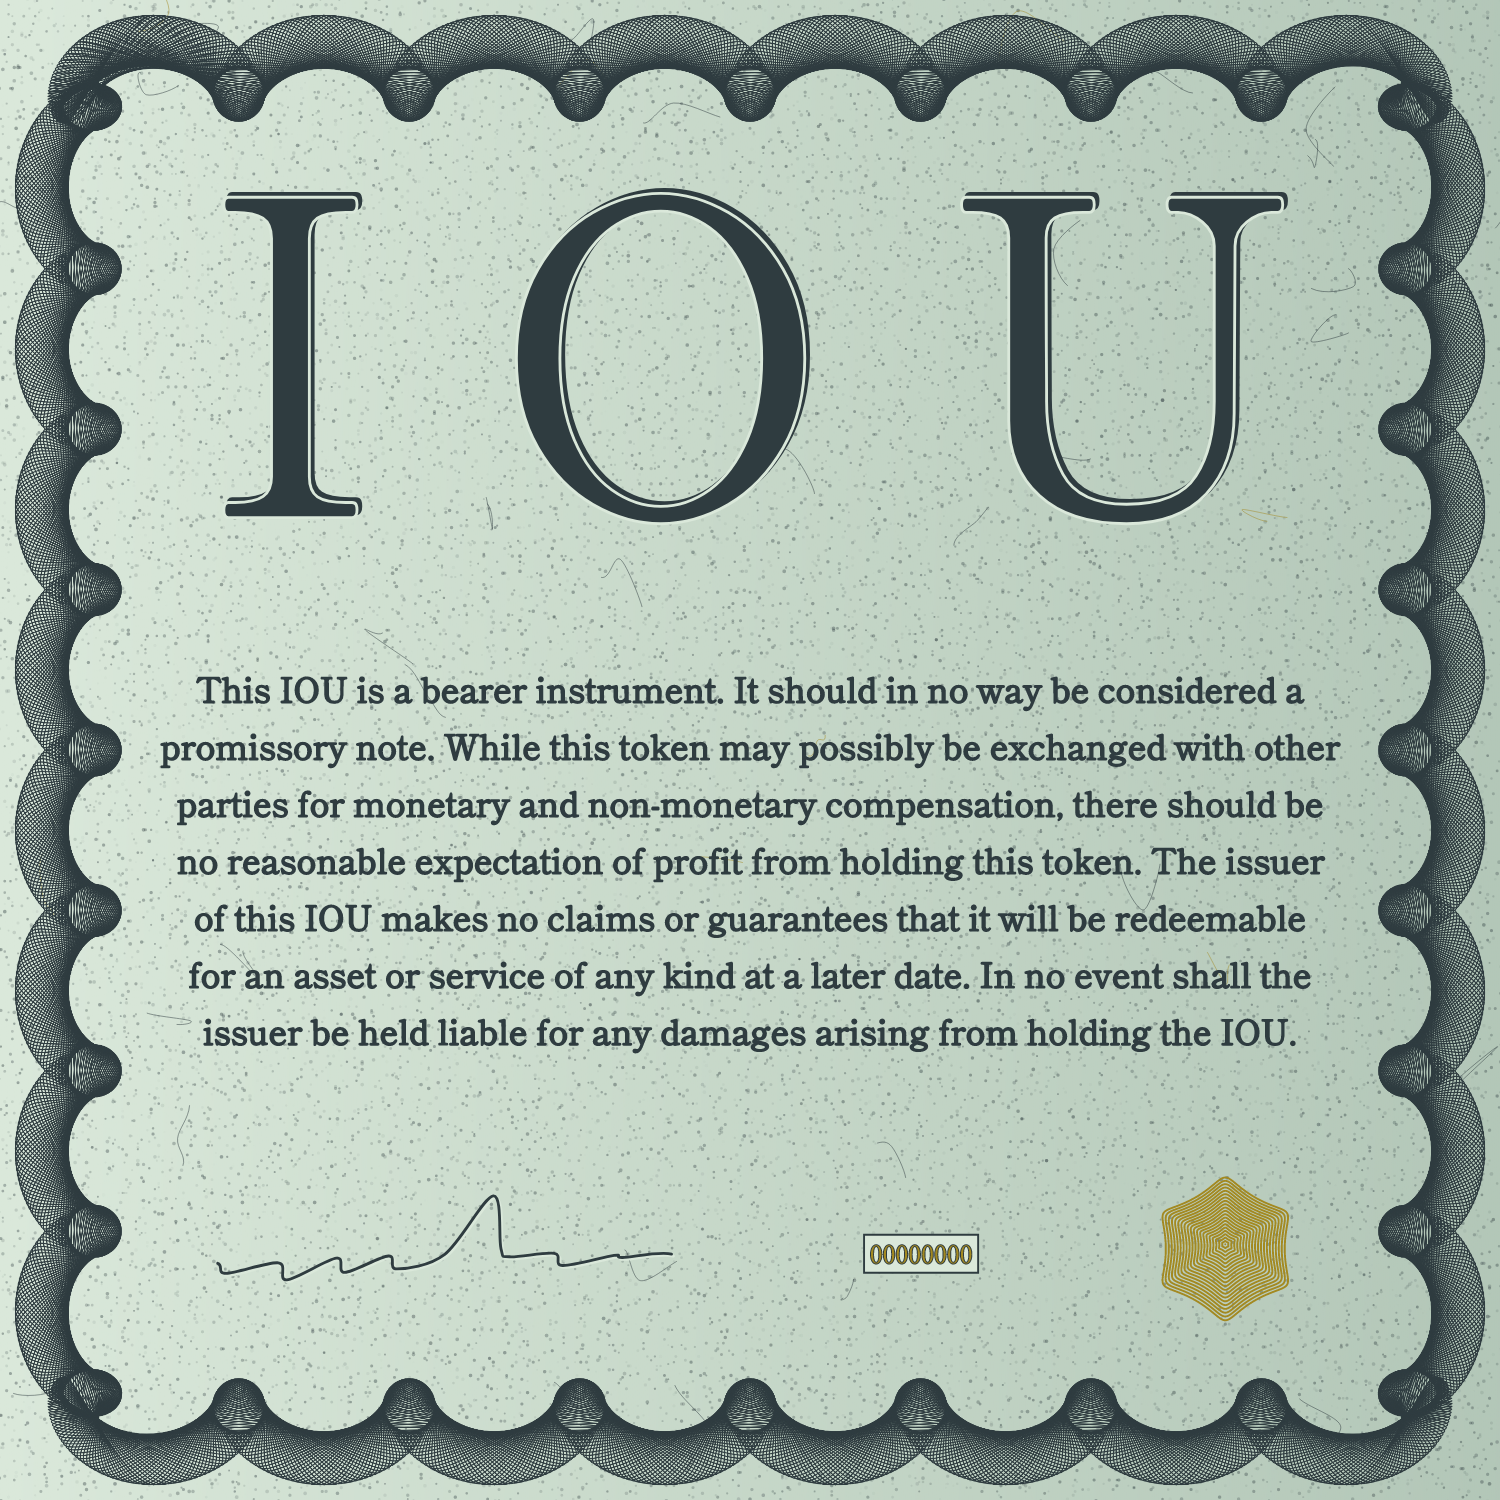 I O U
This IOU is a bearer instrument. It should in no way be considered a
promissory note. While this token may possibly be exchanged with other
parties for monetary and non-monetary compensation, there should be
no reasonable expectation of profit from holding this token. The issuer
of this IOU makes no claims or guarantees that it will be redeemable
for an asset or service of any kind at a later date. In no event shall the
issuer be held liable for any damages arising from holding the IOU.
00000000